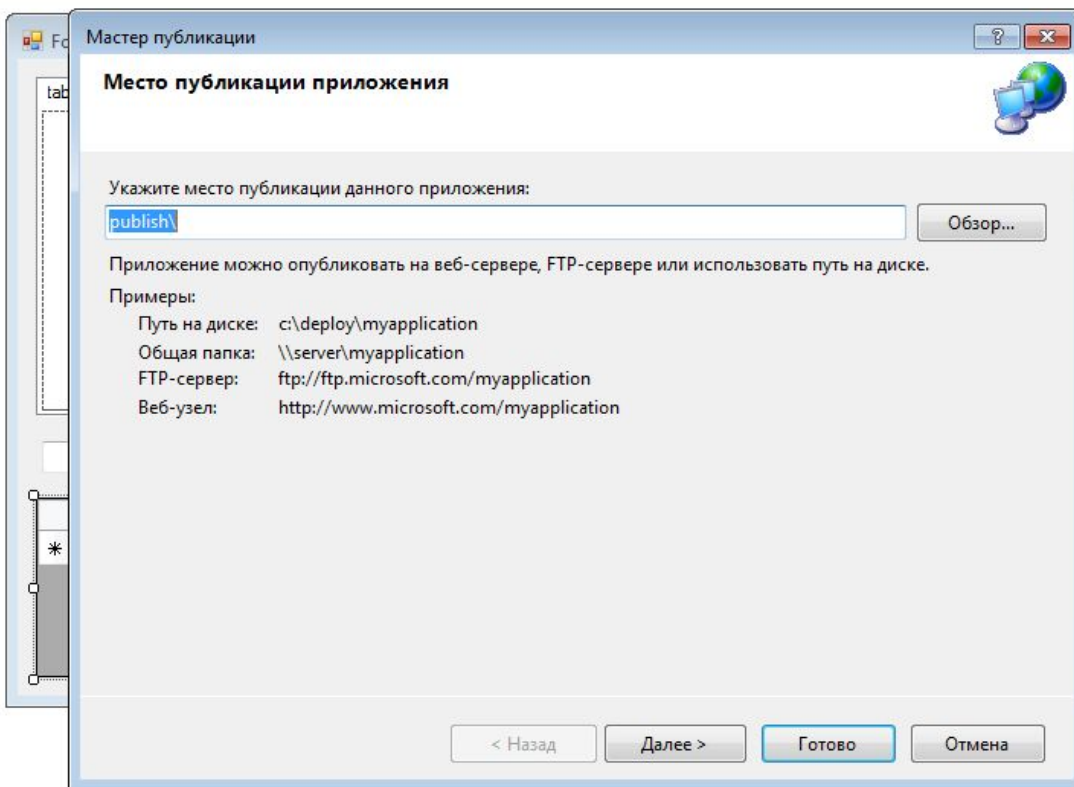 Fo
Мастер публикации
tab
Место публикации приложения
Укажите место публикации данного приложения:
publish\
Обзор...
Приложение можно опубликовать на веб-сервере, FTP-сервере или использовать путь на диске.
Примеры:
Путь на диске: c:\deploy\myapplication
Общая папка: \\server\myapplication
FTP-сервер: ftp://ftp.microsoft.com/myapplication
Веб-узел: http://www.microsoft.com/myapplication
< Назад
Далее >
Готово
Отмена